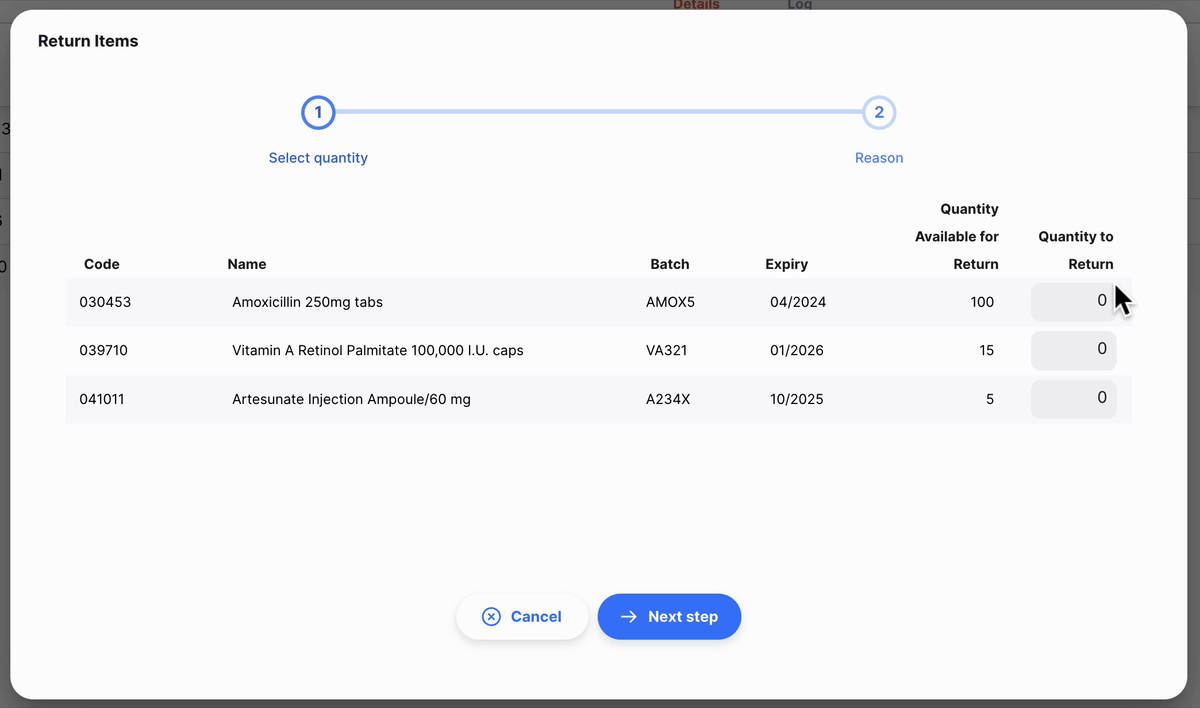 Details Log
Return Items
1 2
Select quantity Reason
Quantity
Available for Quantity to
Code Name Batch Expiry Return Return
030453 Amoxicillin 250mg tabs AMOX5 04/2024 100 0
039710 Vitamin A Retinol Palmitate 100,000 I.U. caps VA321 01/2026 15 0
041011 Artesunate Injection Ampoule/60 mg A234X 10/2025 5 0
Cancel Next step